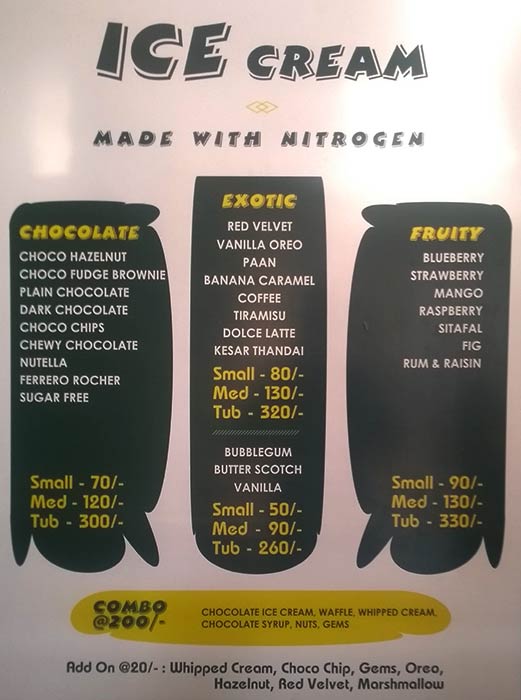 ICE CREAM
MADE WITH NITROGEN
CHOCOLATE
CHOCO HAZELNUT
CHOCO FUDGE BROWNIE
PLAIN CHOCOLATE
DARK CHOCOLATE
CHOCO CHIPS
CHEWY CHOCOLATE
NUTELLA
FERRERO ROCHER
SUGAR FREE
Small - 70/-
Med - 120/-
Tub - 300/-
EXOTIC
RED VELVET
VANILLA OREO
PAAN
BANANA CARAMEL
COFFEE
TIRAMISU
DOLCE LATTE
KESAR THANDAI
Small - 80/-
Med - 130/-
Tub - 320/-
BUBBLEGUM
BUTTER SCOTCH
VANILLA
Small - 50/-
Med - 90/-
Tub - 260/-
FRUITY
BLUEBERRY
STRAWBERRY
MANGO
RASPBERRY
SITAFAL
FIG
RUM & RAISIN
Small - 90/-
Med - 130/-
Tub - 330/-
COMBO
@200/-
CHOCOLATE ICE CREAM, WAFFLE, WHIPPED CREAM,
CHOCOLATE SYRUP, NUTS, GEMS
Add On @20/- : Whipped Cream, Choco Chip, Gems, Oreo,
Hazelnut, Red Velvet, Marshmallow